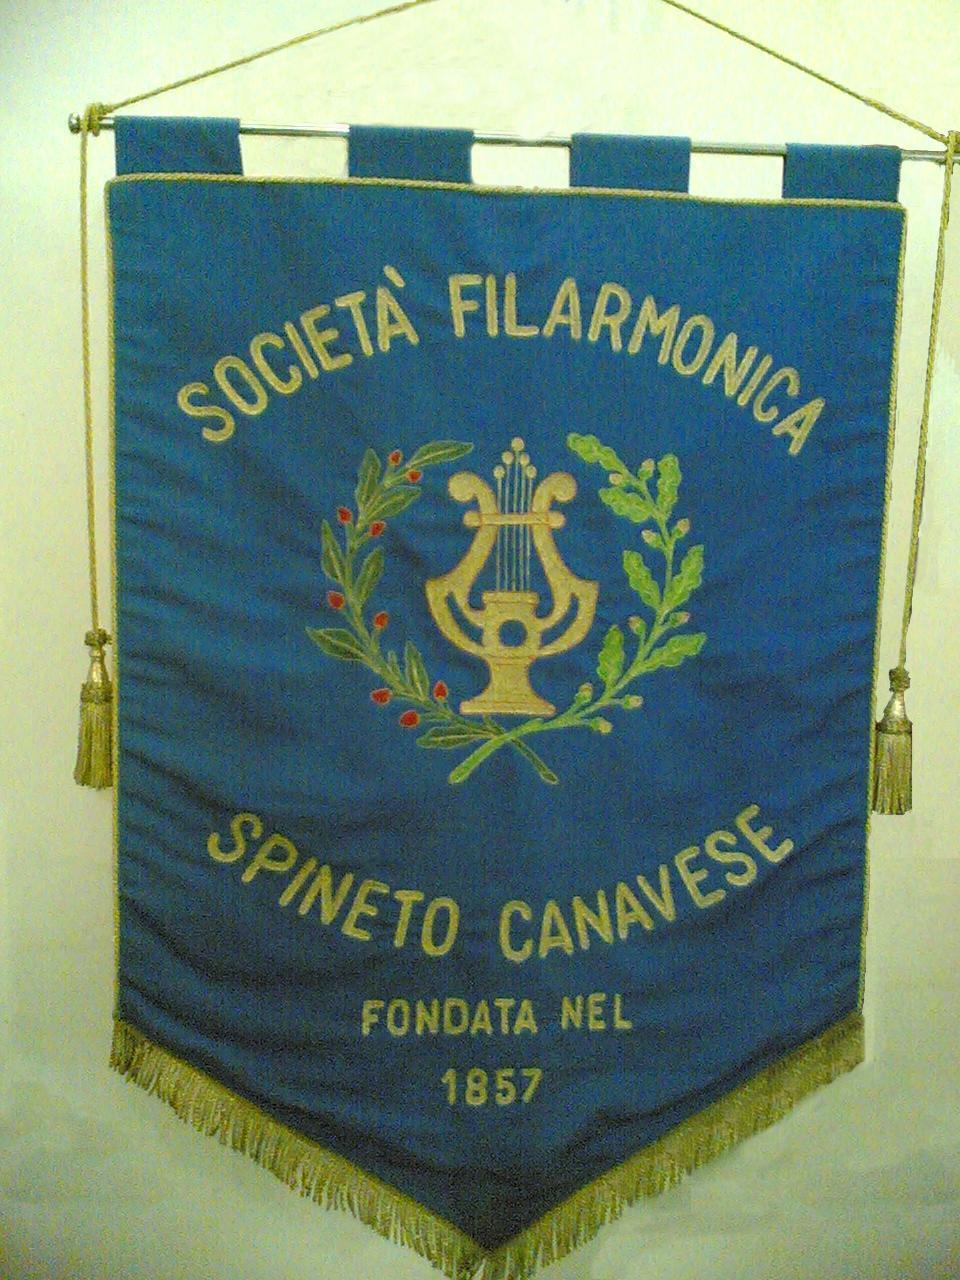 SOCIETÀ FILARMONICA
SPINETO CANAVESE
FONDATA NEL
1857